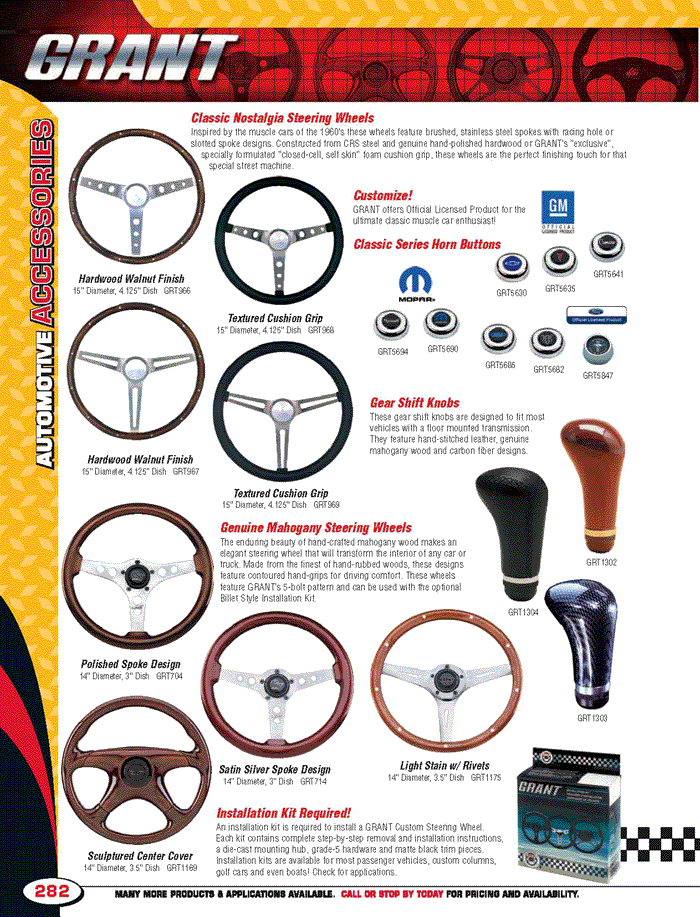 GRANT
AUTOMOTIVE ACCESSORIES
Classic Nostalgia Steering Wheels
Inspired by the muscle cars of the 1960's these wheels feature brushed, stainless steel spokes with racing hole or
slotted spoke designs. Constructed from CRS steel and genuine hand-polished hardwood or GRANT's "exclusive",
specially formulated "closed-cell, self skin" foam cushion grip, these wheels are the perfect finishing touch for that
special street machine.
Hardwood Walnut Finish
15" Diameter, 4.125" Dish GRT966
Textured Cushion Grip
15" Diameter, 4.125" Dish GRT968
Customize!
GRANT offers Official Licensed Product for the
ultimate classic muscle car enthusiast!
GM
OFFICIAL
LICENSED PRODUCT
Classic Series Horn Buttons
MOPAR
GRT5630
GRT5635
GRT5641
GRT5694
GRT5690
GRT5685
GRT5682
Official Licensed Product
GRT5847
Hardwood Walnut Finish
15" Diameter, 4.125" Dish GRT967
Textured Cushion Grip
15" Diameter, 4.125" Dish GRT969
Gear Shift Knobs
These gear shift knobs are designed to fit most
vehicles with a floor mounted transmission.
They feature hand-stitched leather, genuine
mahogany wood and carbon fiber designs.
GRT1302
GRT1304
GRT1303
Genuine Mahogany Steering Wheels
The enduring beauty of hand-crafted mahogany wood makes an
elegant steering wheel that will transform the interior of any car or
truck. Made from the finest of hand-rubbed woods, these designs
feature contoured hand-grips for driving comfort. These wheels
feature GRANT's 5-bolt pattern and can be used with the optional
Billet Style Installation Kit.
Polished Spoke Design
14" Diameter, 3" Dish GRT704
Satin Silver Spoke Design
14" Diameter, 3" Dish GRT714
Light Stain w/ Rivets
14" Diameter, 3.5" Dish GRT1175
Sculptured Center Cover
14" Diameter, 3.5" Dish GRT1169
Installation Kit Required!
An installation kit is required to install a GRANT Custom Steering Wheel.
Each kit contains complete step-by-step removal and installation instructions,
a die-cast mounting hub, grade-5 hardware and matte black trim pieces.
Installation kits are available for most passenger vehicles, custom columns,
golf cars and even boats! Check for applications.
GRANT
282
MANY MORE PRODUCTS & APPLICATIONS AVAILABLE. CALL OR STOP BY TODAY FOR PRICING AND AVAILABILITY.